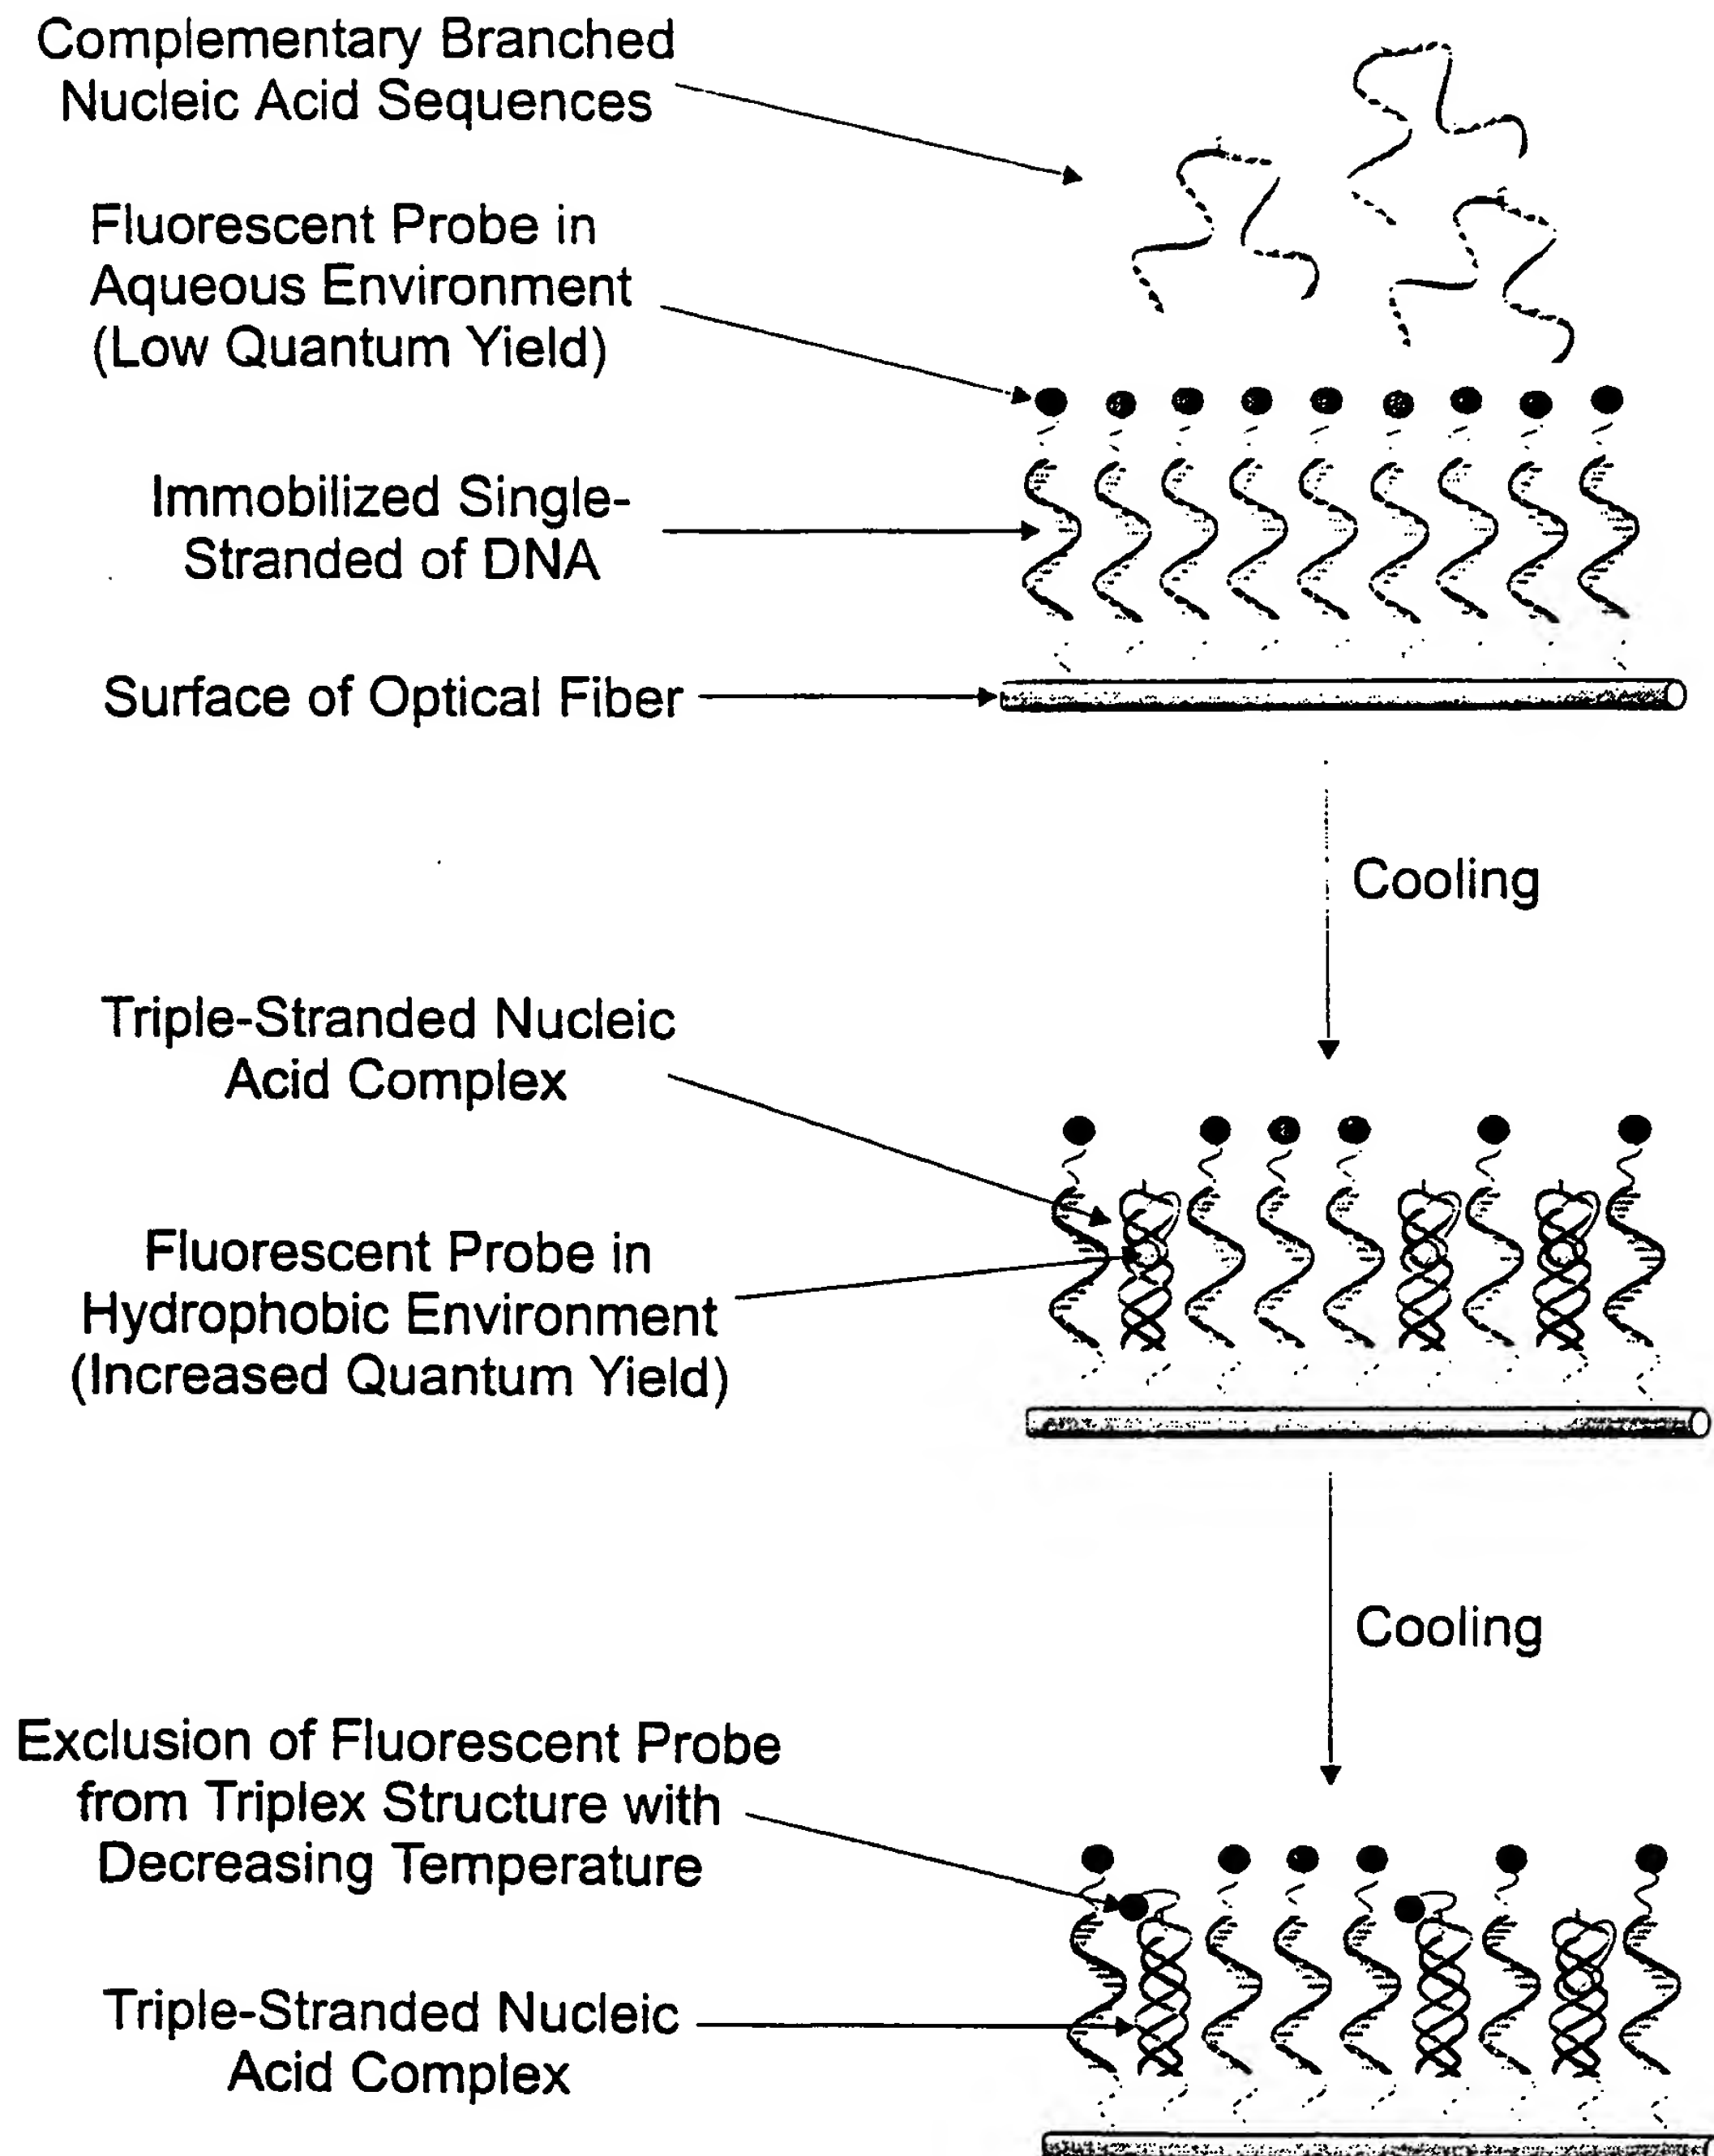 Complementary Branched
Nucleic Acid Sequences
Fluorescent Probe in
Aqueous Environment
(Low Quantum Yield)
Immobilized Single-
Stranded of DNA
Surface of Optical Fiber
Cooling
Triple-Stranded Nucleic
Acid Complex
Fluorescent Probe in
Hydrophobic Environment
(Increased Quantum Yield)
Cooling
Exclusion of Fluorescent Probe
from Triplex Structure with
Decreasing Temperature
Triple-Stranded Nucleic
Acid Complex